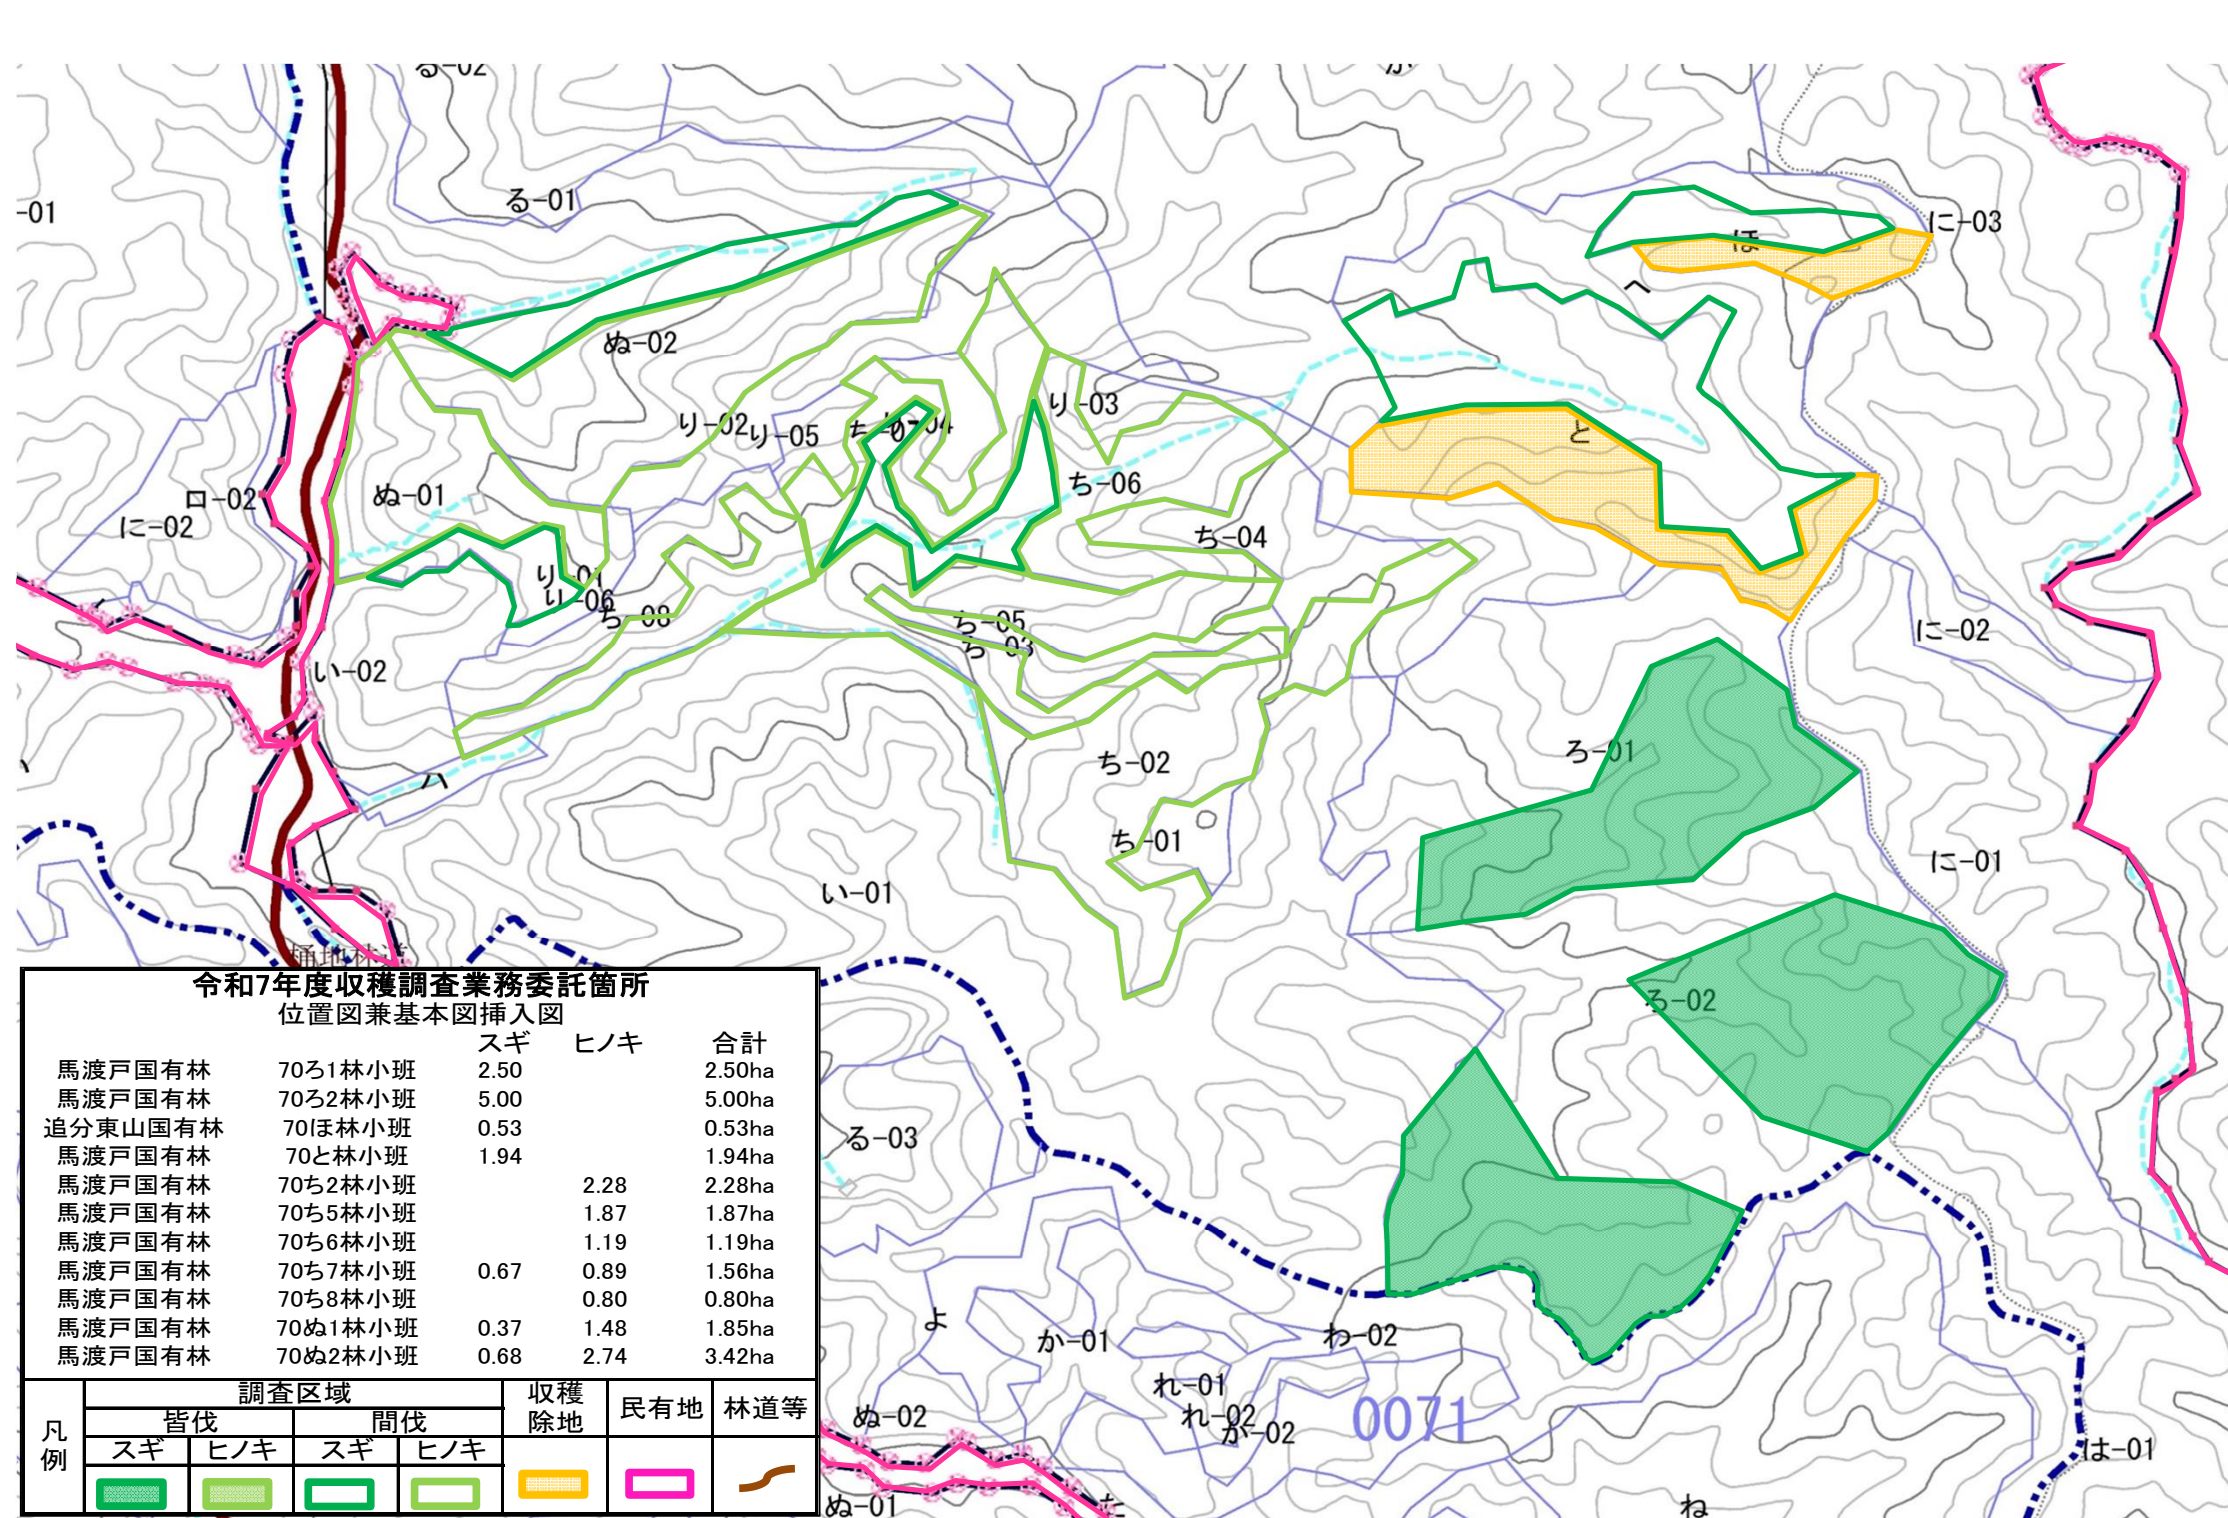 る-02
る-01
-01
に-03
ほ
へ
ぬ-02
り-03
り-02
り-05
と
ち-06
ぬ-01
ロ-02
に-02
ち-04
り-01
り-06
ち-08
ち-05
ち-03
に-02
い-02
ろ-01
ち-02
ハ
ち-01
に-01
い-01
ろ-02
桶地林道
る-03
よ
か-01
わ-02
れ-01
れ-02
か-02
0071
ぬ-02
は-01
ぬ-01
た
ね
令和7年度収穫調査業務委託箇所
位置図兼基本図挿入図
スギ ヒノキ 合計
馬渡戸国有林 70ろ1林小班 2.50 2.50ha
馬渡戸国有林 70ろ2林小班 5.00 5.00ha
追分東山国有林 70ほ林小班 0.53 0.53ha
馬渡戸国有林 70と林小班 1.94 1.94ha
馬渡戸国有林 70ち2林小班 2.28 2.28ha
馬渡戸国有林 70ち5林小班 1.87 1.87ha
馬渡戸国有林 70ち6林小班 1.19 1.19ha
馬渡戸国有林 70ち7林小班 0.67 0.89 1.56ha
馬渡戸国有林 70ち8林小班 0.80 0.80ha
馬渡戸国有林 70ぬ1林小班 0.37 1.48 1.85ha
馬渡戸国有林 70ぬ2林小班 0.68 2.74 3.42ha
凡例
調査区域
皆伐 間伐
スギ ヒノキ スギ ヒノキ
収穫
除地
民有地
林道等